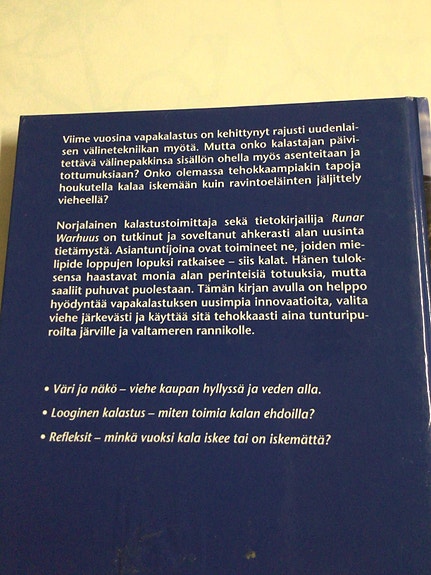 Viime vuosina vapakalastus on kehittynyt rajusti uudenlai-
sen välinetekniikan myötä. Mutta onko kalastajan päivi-
tettävä välinepakkinsa sisällön ohella myös asenteitaan ja
tottumuksiaan? Onko olemassa tehokkaampiakin tapoja
houkutella kalaa iskemään kuin ravintoeläinten jäljittely
vieheellä?
Norjalainen kalastustoimittaja sekä tietokirjailija Runar
Warhuus on tutkinut ja soveltanut ahkerasti alan uusinta
tietämystä. Asiantuntijoina ovat toimineet ne, joiden mie-
lipide loppujen lopuksi ratkaisee – siis kalat. Hänen tulok-
sensa haastavat monia alan perinteisiä totuuksia, mutta
saaliit puhuvat puolestaan. Tämän kirjan avulla on helppo
hyödyntää vapakalastuksen uusimpia innovaatioita, valita
viehe järkevästi ja käyttää sitä tehokkaasti aina tunturipu-
roilta järville ja valtameren rannikolle.
• Väri ja näkö – viehe kaupan hyllyssä ja veden alla.
• Looginen kalastus – miten toimia kalan ehdoilla?
• Refleksit – minkä vuoksi kala iskee tai on iskemättä?